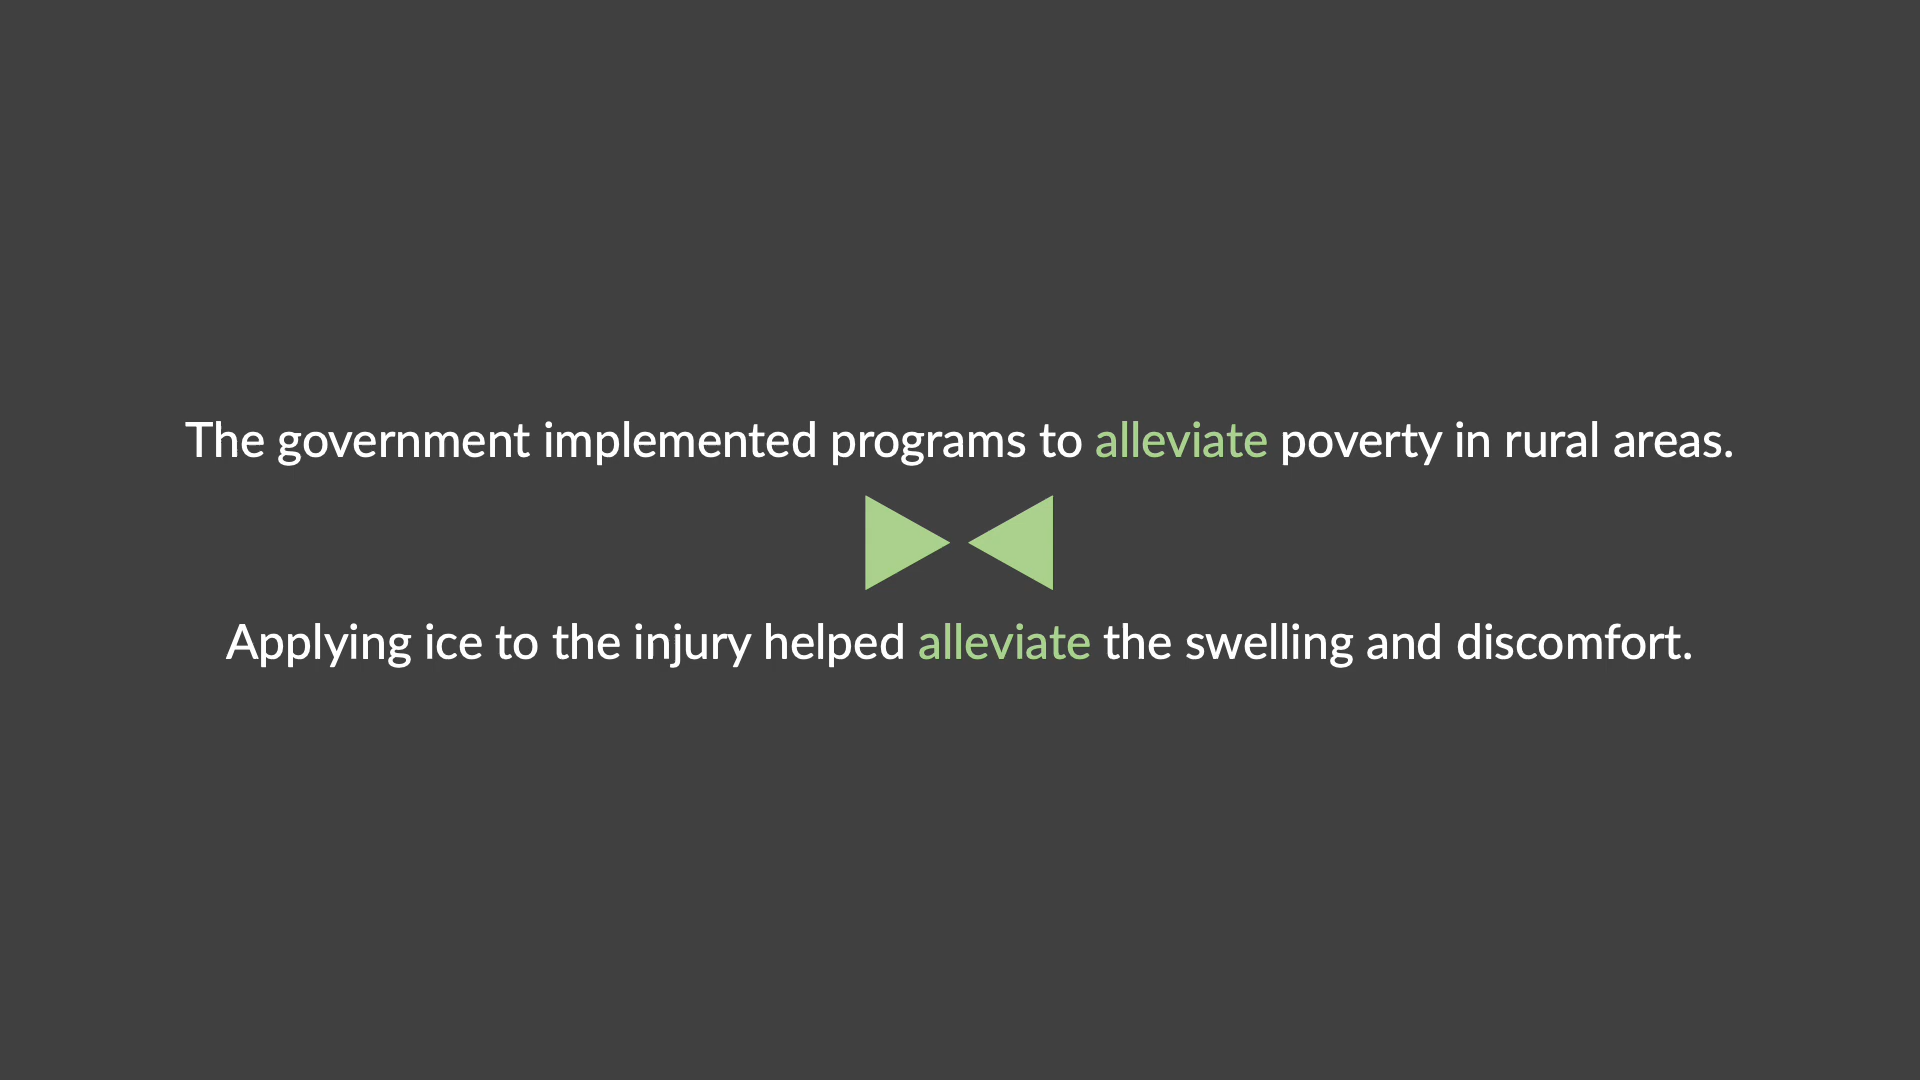 The government implemented programs to alleviate poverty in rural areas.
Applying ice to the injury helped alleviate the swelling and discomfort.